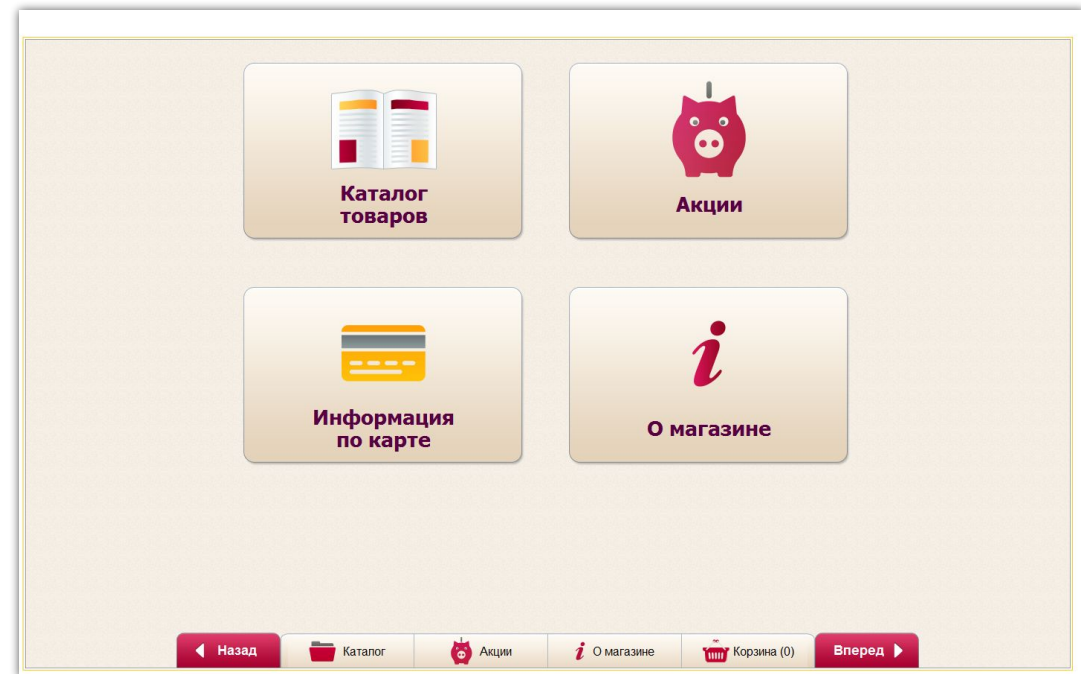 Каталог
товаров
Акции
Информация
по карте
О магазине
Назад
Каталог
Акции
О магазине
Корзина (0)
Вперед